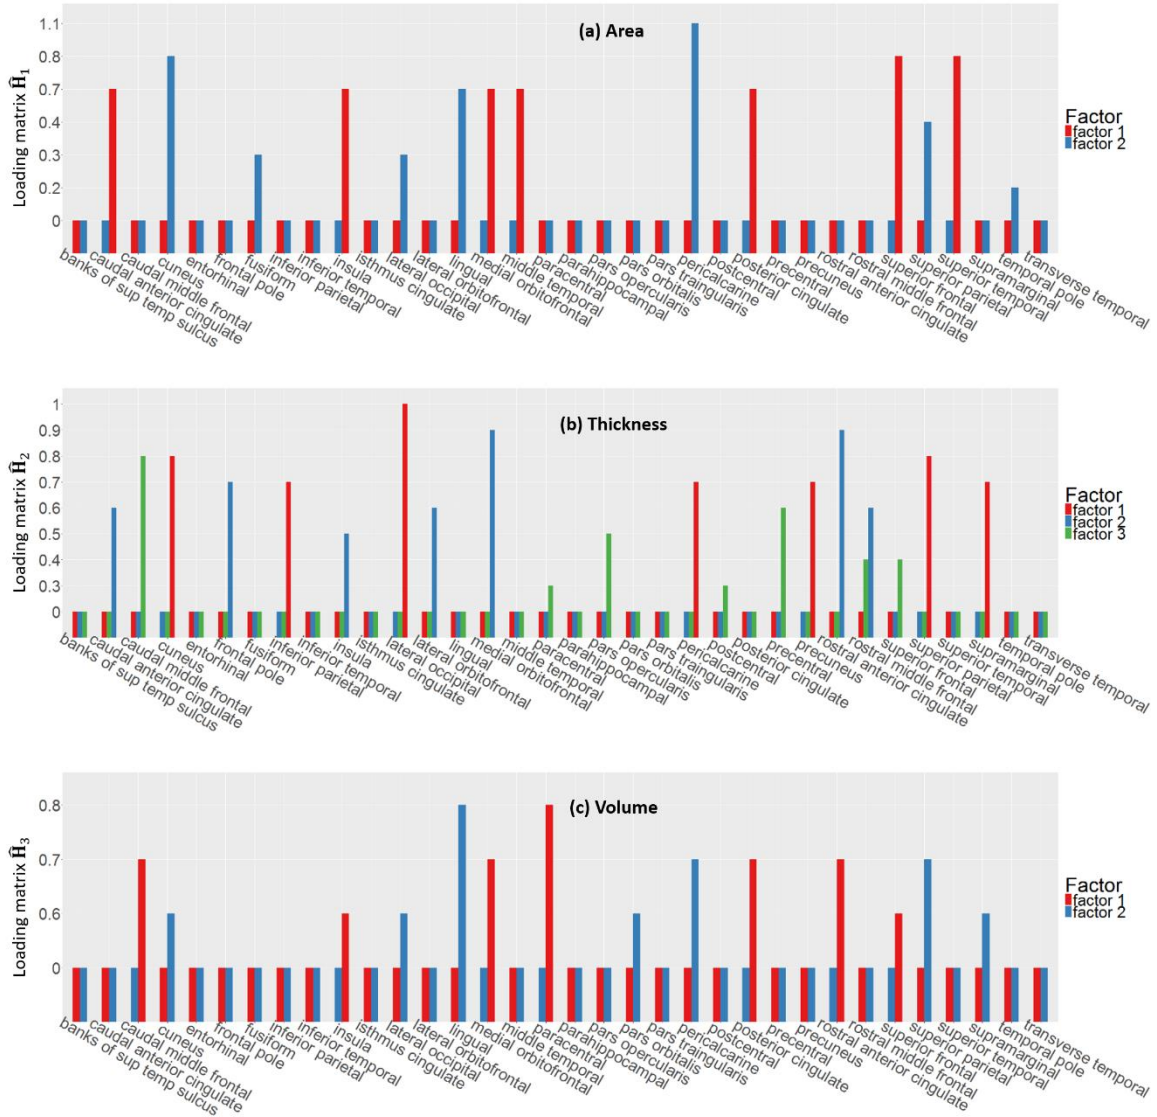 (a) Area
Loading matrix Ĥ1
1.1
0.8
0.7
0.4
0.3
0.2
0
banks of sup temp sulcus
caudal anterior cingulate
caudal middle frontal
cuneus
entorhinal
frontal pole
fusiform
inferior parietal
inferior temporal
insula
isthmus cingulate
lateral occipital
lateral orbitofrontal
lingual
medial orbitofrontal
middle temporal
paracentral
parahippocampal
pars opercularis
pars orbitalis
pars traingularis
pericalcarine
postcentral
posterior cingulate
precentral
precuneus
rostral anterior cingulate
rostral middle frontal
superior frontal
superior parietal
superior temporal
supramarginal
temporal pole
transverse temporal
Factor
factor 1
factor 2
(b) Thickness
Loading matrix Ĥ2
1
0.9
0.8
0.7
0.6
0.5
0.4
0.3
0
banks of sup temp sulcus
caudal anterior cingulate
caudal middle frontal
cuneus
entorhinal
frontal pole
fusiform
inferior parietal
inferior temporal
insula
isthmus cingulate
lateral occipital
lateral orbitofrontal
lingual
medial orbitofrontal
middle temporal
paracentral
parahippocampal
pars opercularis
pars orbitalis
pars traingularis
pericalcarine
postcentral
posterior cingulate
precentral
precuneus
rostral anterior cingulate
rostral middle frontal
superior frontal
superior parietal
superior temporal
supramarginal
temporal pole
transverse temporal
Factor
factor 1
factor 2
factor 3
(c) Volume
Loading matrix Ĥ3
0.8
0.7
0.6
0
banks of sup temp sulcus
caudal anterior cingulate
caudal middle frontal
cuneus
entorhinal
frontal pole
fusiform
inferior parietal
inferior temporal
insula
isthmus cingulate
lateral occipital
lateral orbitofrontal
lingual
medial orbitofrontal
middle temporal
paracentral
parahippocampal
pars opercularis
pars orbitalis
pars traingularis
pericalcarine
postcentral
posterior cingulate
precentral
precuneus
rostral anterior cingulate
rostral middle frontal
superior frontal
superior parietal
superior temporal
supramarginal
temporal pole
transverse temporal
Factor
factor 1
factor 2